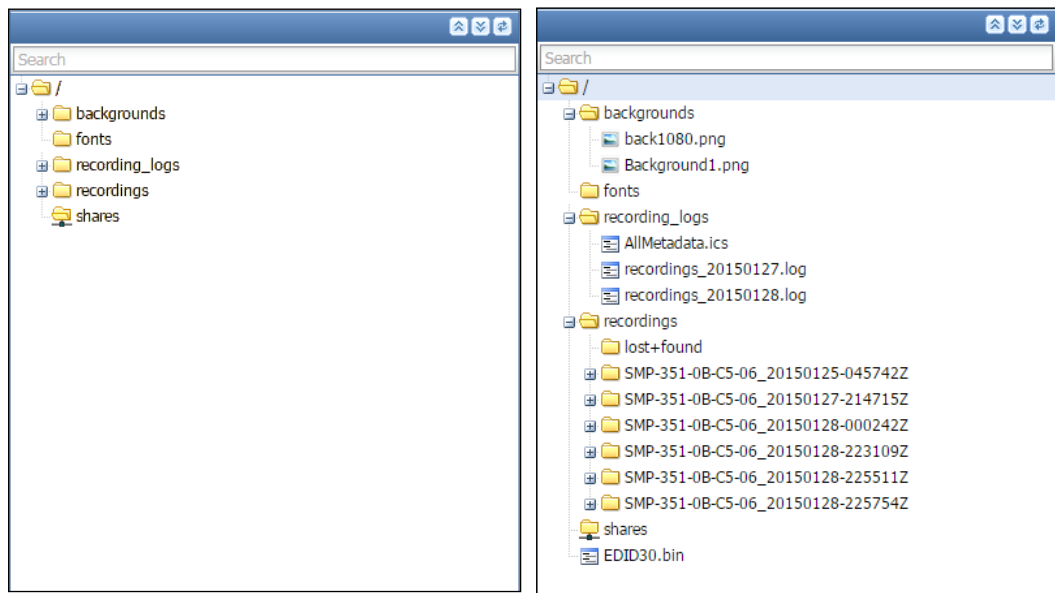 Search
/
backgrounds
fonts
recording_logs
recordings
shares
Search
/
backgrounds
back1080.png
Background1.png
fonts
recording_logs
AllMetadata.ics
recordings_20150127.log
recordings_20150128.log
recordings
lost+found
SMP-351-0B-C5-06_20150125-045742Z
SMP-351-0B-C5-06_20150127-214715Z
SMP-351-0B-C5-06_20150128-000242Z
SMP-351-0B-C5-06_20150128-223109Z
SMP-351-0B-C5-06_20150128-225511Z
SMP-351-0B-C5-06_20150128-225754Z
shares
EDID30.bin